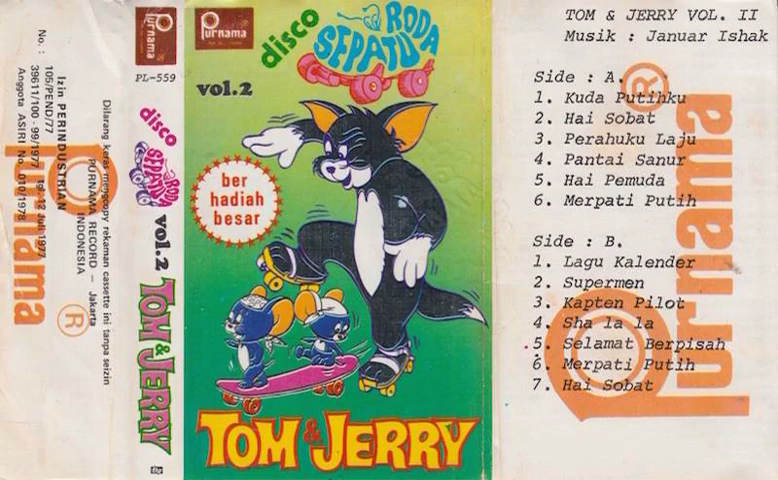 No. :
105/PEND/77
39611/100 - 99/1977 Tgl. 12 Juli 1977
Anggota ASIRI No. 010/1978
Izin PERINDUSTRIAN
Dilarang keras mengcopy rekaman cassette ini tanpa seizin
PURNAMA RECORD — Jakarta
INDONESIA
Purnama
®
Purnama
PL-559
disco
SEPATU RODA
vol.2
TOM & JERRY
Purnama
disco
SEPATU RODA
vol.2
ber
hadiah
besar
TOM & JERRY
TOM & JERRY VOL. II
Musik : Januar Ishak
Side : A.
1. Kuda Putihku
2. Hai Sobat
3. Perahuku Laju
4. Pantai Sanur
5. Hai Pemuda
6. Merpati Putih
Side : B.
1. Lagu Kalender
2. Supermen
3. Kapten Pilot
4. Sha la la
5. Selamat Berpisah
6. Merpati Putih
7. Hai Sobat
Purnama
®